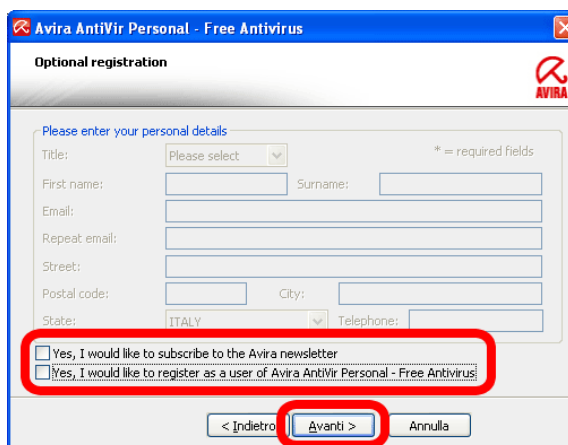 Avira AntiVir Personal - Free Antivirus
Optional registration
AVIRA
Please enter your personal details
Title: Please select * = required fields
First name: Surname:
Email:
Repeat email:
Street:
Postal code: City:
State: ITALY Telephone:
Yes, I would like to subscribe to the Avira newsletter
Yes, I would like to register as a user of Avira AntiVir Personal - Free Antivirus
< Indietro Avanti > Annulla